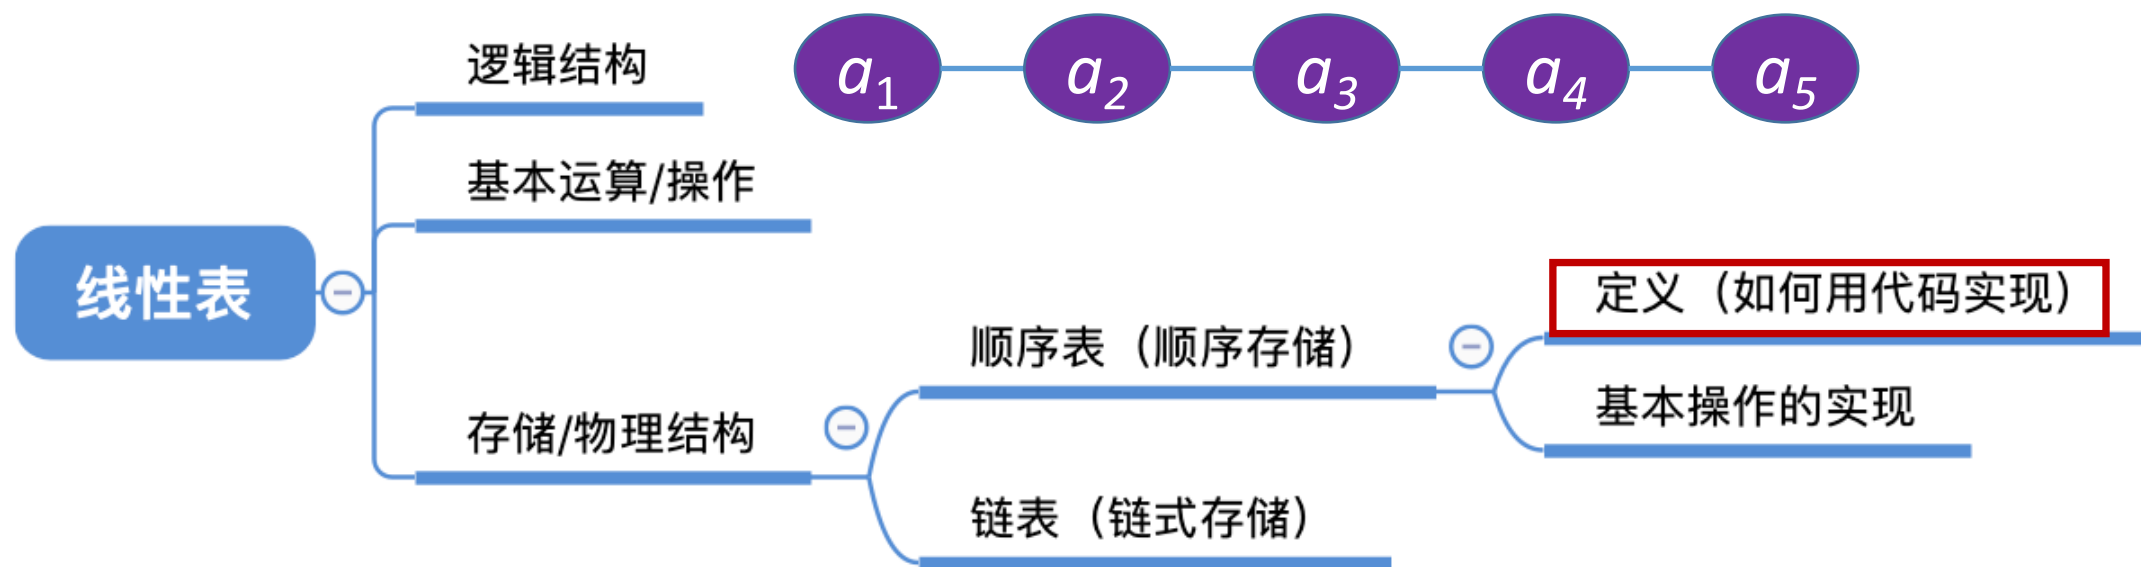 逻辑结构
a1 a2 a3 a4 a5
基本运算/操作
线性表
定义（如何用代码实现）
顺序表（顺序存储）
基本操作的实现
存储/物理结构
链表（链式存储）